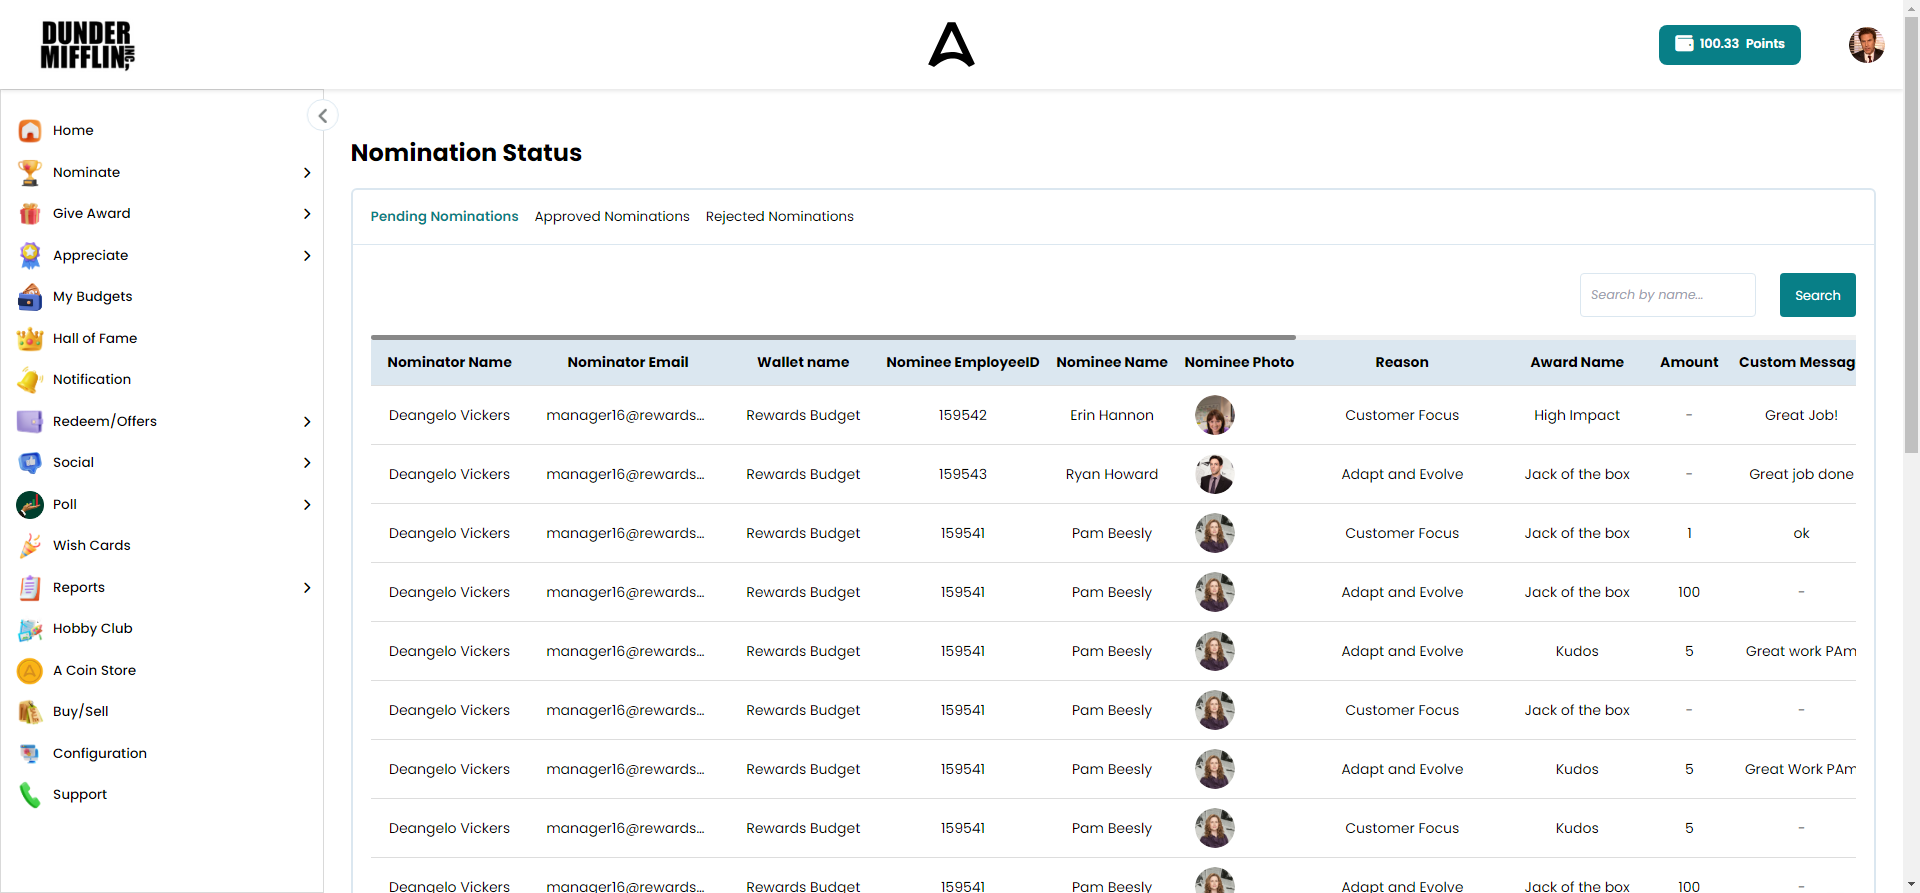 DUNDER
MIFFLIN, INC,
100.33 Points
Home
Nominate
Give Award
Appreciate
My Budgets
Hall of Fame
Notification
Redeem/Offers
Social
Poll
Wish Cards
Reports
Hobby Club
A Coin Store
Buy/Sell
Configuration
Support
Nomination Status
Pending Nominations Approved Nominations Rejected Nominations
Search by name... Search
Nominator Name Nominator Email Wallet name Nominee EmployeeID Nominee Name Nominee Photo Reason Award Name Amount Custom Messag
Deangelo Vickers manager16@rewards... Rewards Budget 159542 Erin Hannon Customer Focus High Impact - Great Job!
Deangelo Vickers manager16@rewards... Rewards Budget 159543 Ryan Howard Adapt and Evolve Jack of the box - Great job done
Deangelo Vickers manager16@rewards... Rewards Budget 159541 Pam Beesly Customer Focus Jack of the box 1 ok
Deangelo Vickers manager16@rewards... Rewards Budget 159541 Pam Beesly Adapt and Evolve Jack of the box 100 -
Deangelo Vickers manager16@rewards... Rewards Budget 159541 Pam Beesly Adapt and Evolve Kudos 5 Great work PAm
Deangelo Vickers manager16@rewards... Rewards Budget 159541 Pam Beesly Customer Focus Jack of the box - -
Deangelo Vickers manager16@rewards... Rewards Budget 159541 Pam Beesly Adapt and Evolve Kudos 5 Great Work PAm
Deangelo Vickers manager16@rewards... Rewards Budget 159541 Pam Beesly Customer Focus Kudos 5 -
Deangelo Vickers manager16@rewards... Rewards Budget 159541 Pam Beesly Adapt and Evolve Jack of the box 100 -